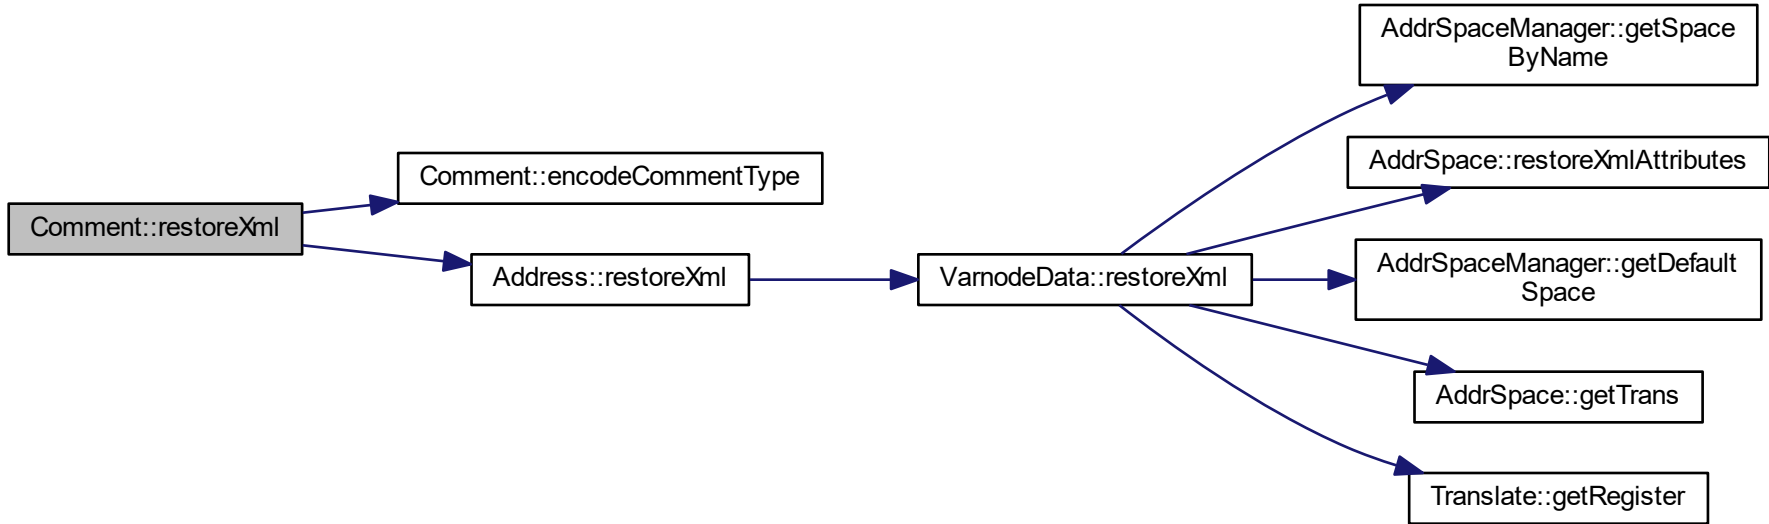 AddrSpaceManager::getSpace
ByName
AddrSpace::restoreXmlAttributes
Comment::encodeCommentType
Comment::restoreXml
Address::restoreXml
VarnodeData::restoreXml
AddrSpaceManager::getDefault
Space
AddrSpace::getTrans
Translate::getRegister